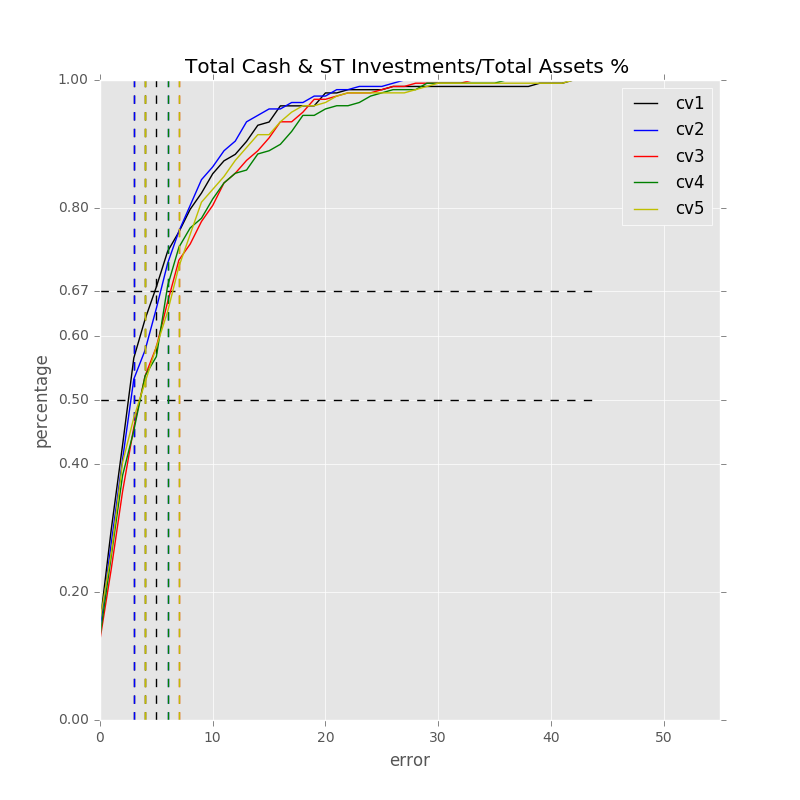 Total Cash & ST Investments/Total Assets %
1.00
cv1
cv2
cv3
cv4
cv5
0.80
0.67
0.60
0.50
0.40
0.20
0.00
percentage
0 10 20 30 40 50
error